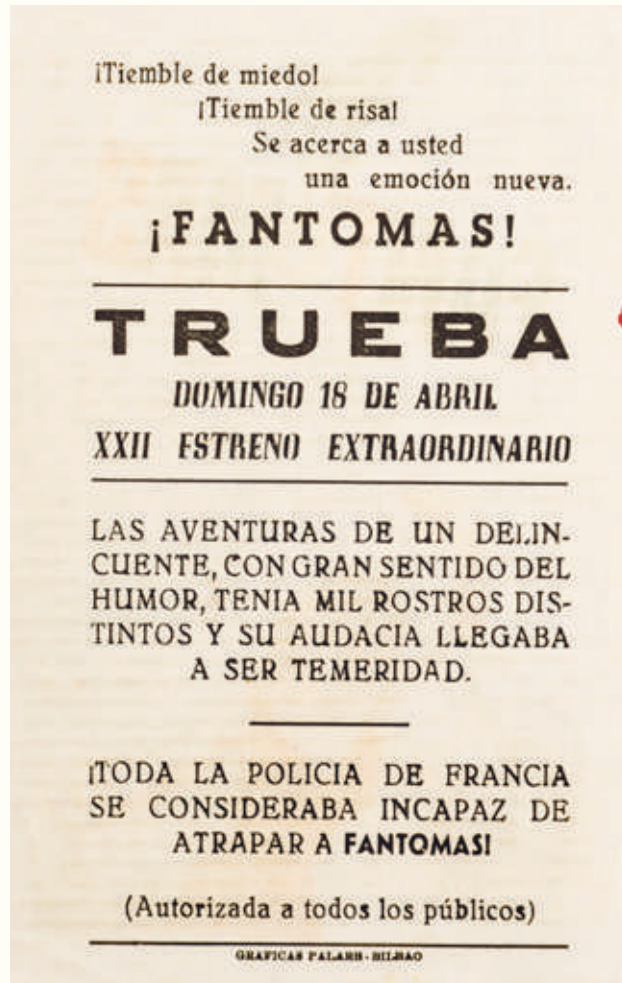 ¡Tiemble de miedo!
¡Tiemble de risa!
Se acerca a usted
una emoción nueva.
¡FANTOMAS!
TRUEBA
DOMINGO 18 DE ABRIL
XXII ESTRENO EXTRAORDINARIO
LAS AVENTURAS DE UN DELIN-
CUENTE, CON GRAN SENTIDO DEL
HUMOR, TENIA MIL ROSTROS DIS-
TINTOS Y SU AUDACIA LLEGABA
A SER TEMERIDAD.
¡TODA LA POLICIA DE FRANCIA
SE CONSIDERABA INCAPAZ DE
ATRAPAR A FANTOMAS!
(Autorizada a todos los públicos)
GRAFICAS - BILBAO